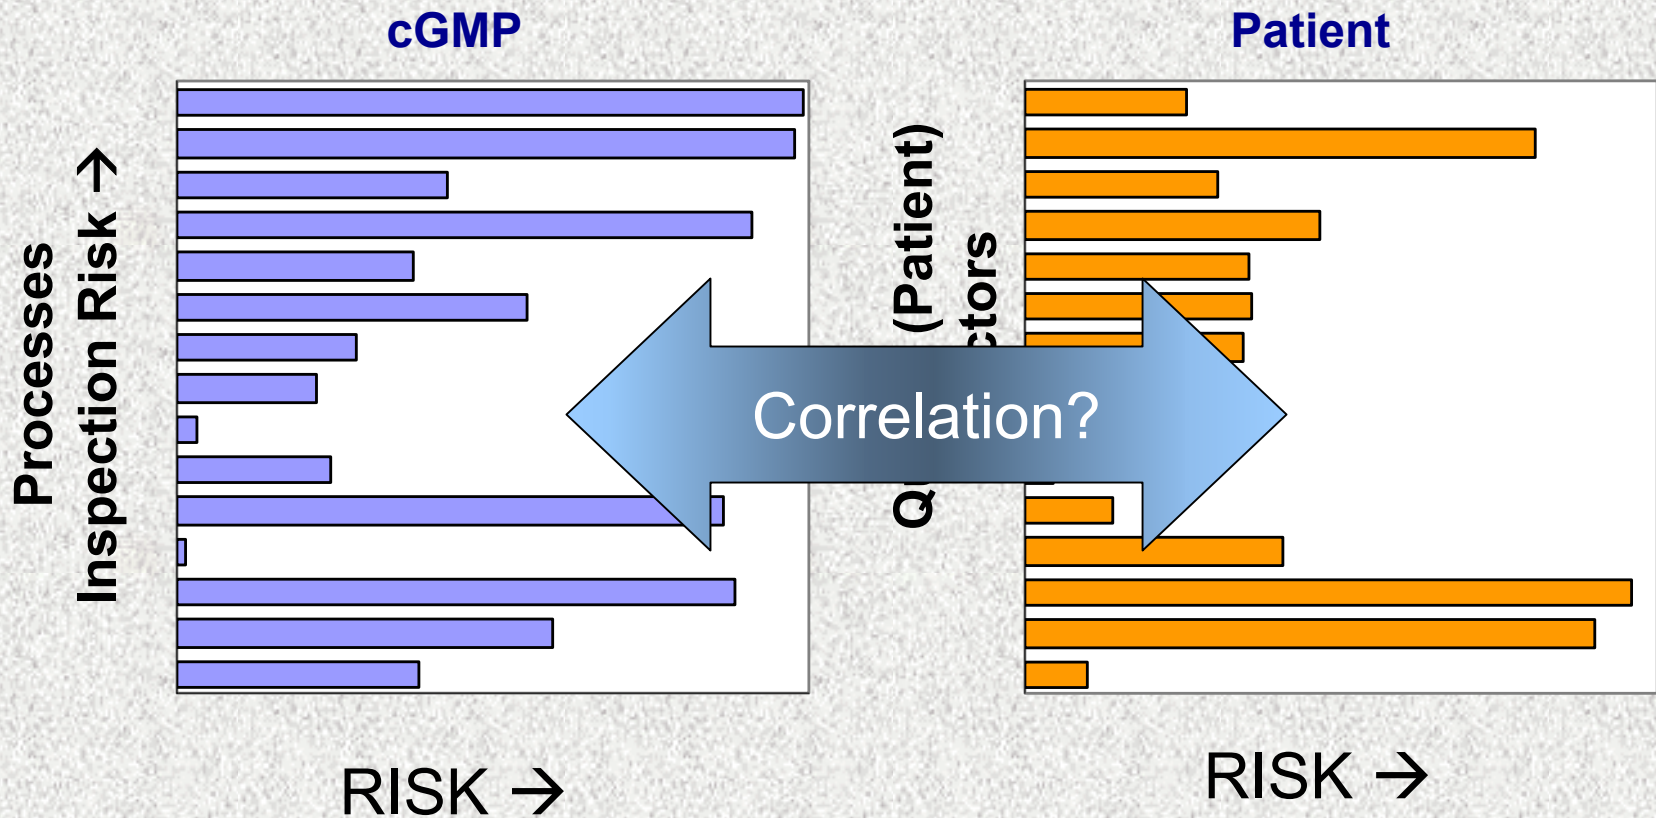 cGMP
Patient
Processes
Inspection Risk →
(Patient)
Correlation?
RISK →
RISK →